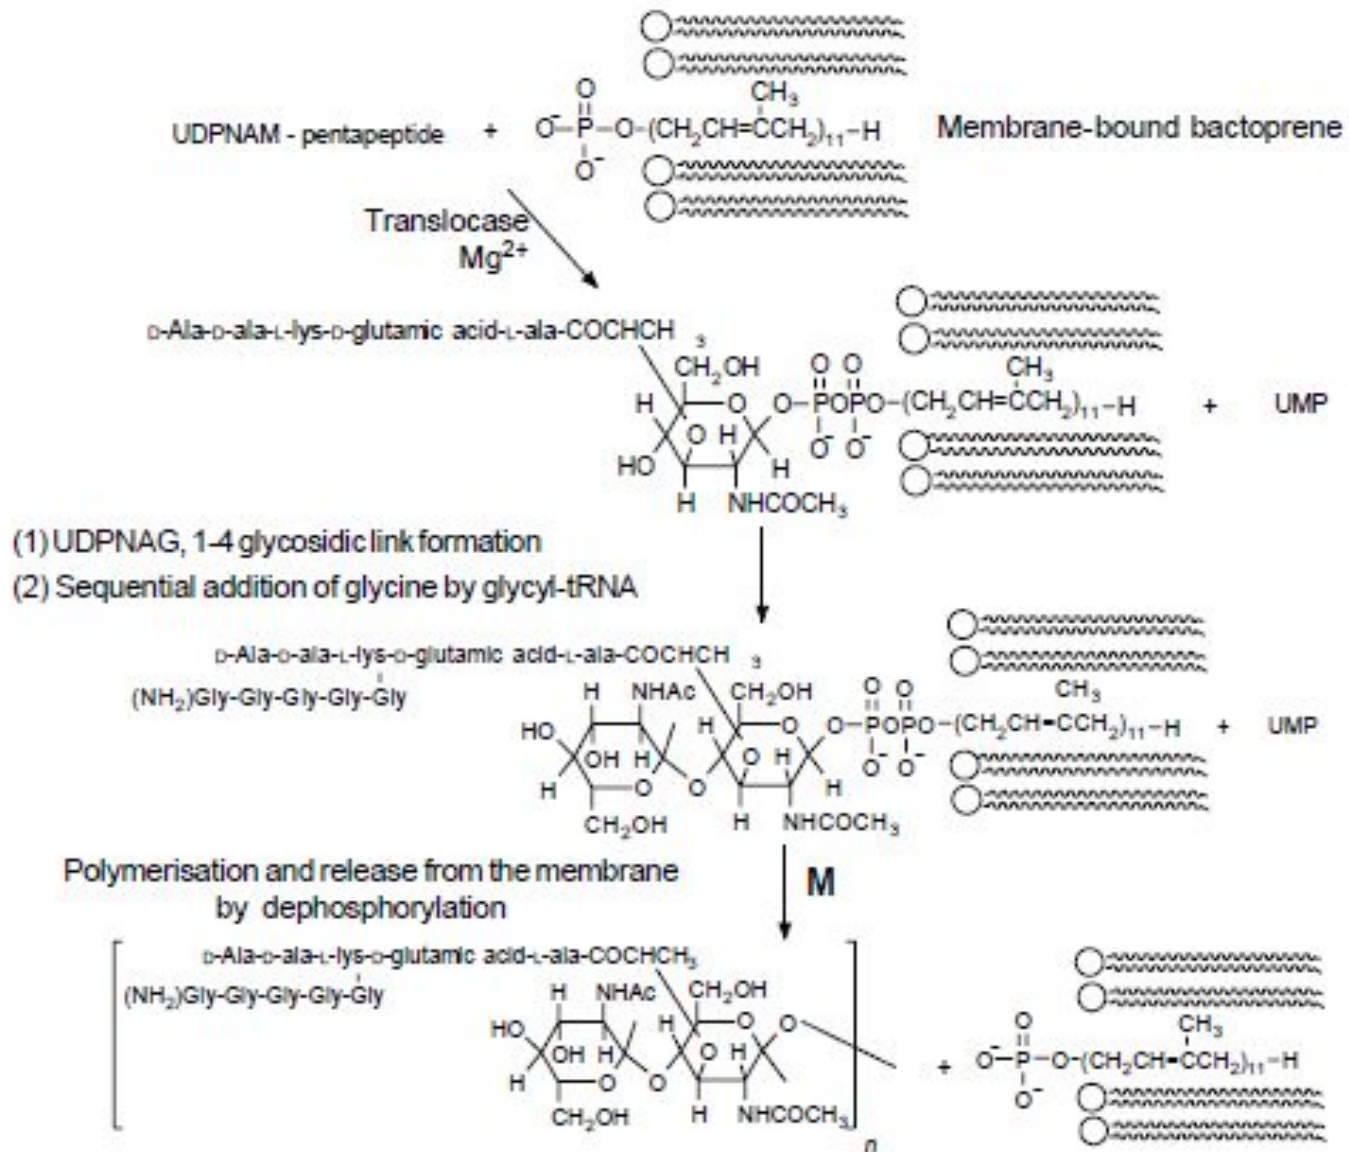 UDPNAM - pentapeptide + O⁻–P–O–(CH₂CH=CCH₂)₁₁–H Membrane-bound bactoprene
O
CH₃
O⁻
Translocase
Mg²⁺
D-Ala-D-ala-L-lys-D-glutamic acid-L-ala-COCHCH₃
CH₂OH O O CH₃
H O O–POPO–(CH₂CH=CCH₂)₁₁–H + UMP
O H O⁻ O⁻
HO H
H NHCOCH₃
(1) UDPNAG, 1-4 glycosidic link formation
(2) Sequential addition of glycine by glycyl-tRNA
D-Ala-D-ala-L-lys-D-glutamic acid-L-ala-COCHCH₃
(NH₂)Gly-Gly-Gly-Gly-Gly
H NHAc CH₂OH O O CH₃
HO H O O–POPO–(CH₂CH=CCH₂)₁₁–H + UMP
OH H O H O⁻ O⁻
H O O H
CH₂OH H NHCOCH₃
Polymerisation and release from the membrane
by dephosphorylation
M
D-Ala-D-ala-L-lys-D-glutamic acid-L-ala-COCHCH₃
(NH₂)Gly-Gly-Gly-Gly-Gly
H NHAc CH₂OH
HO H O O
OH H O H
H O O
CH₂OH H NHCOCH₃
n
+ O⁻–P–O–(CH₂CH=CCH₂)₁₁–H
O CH₃
O⁻